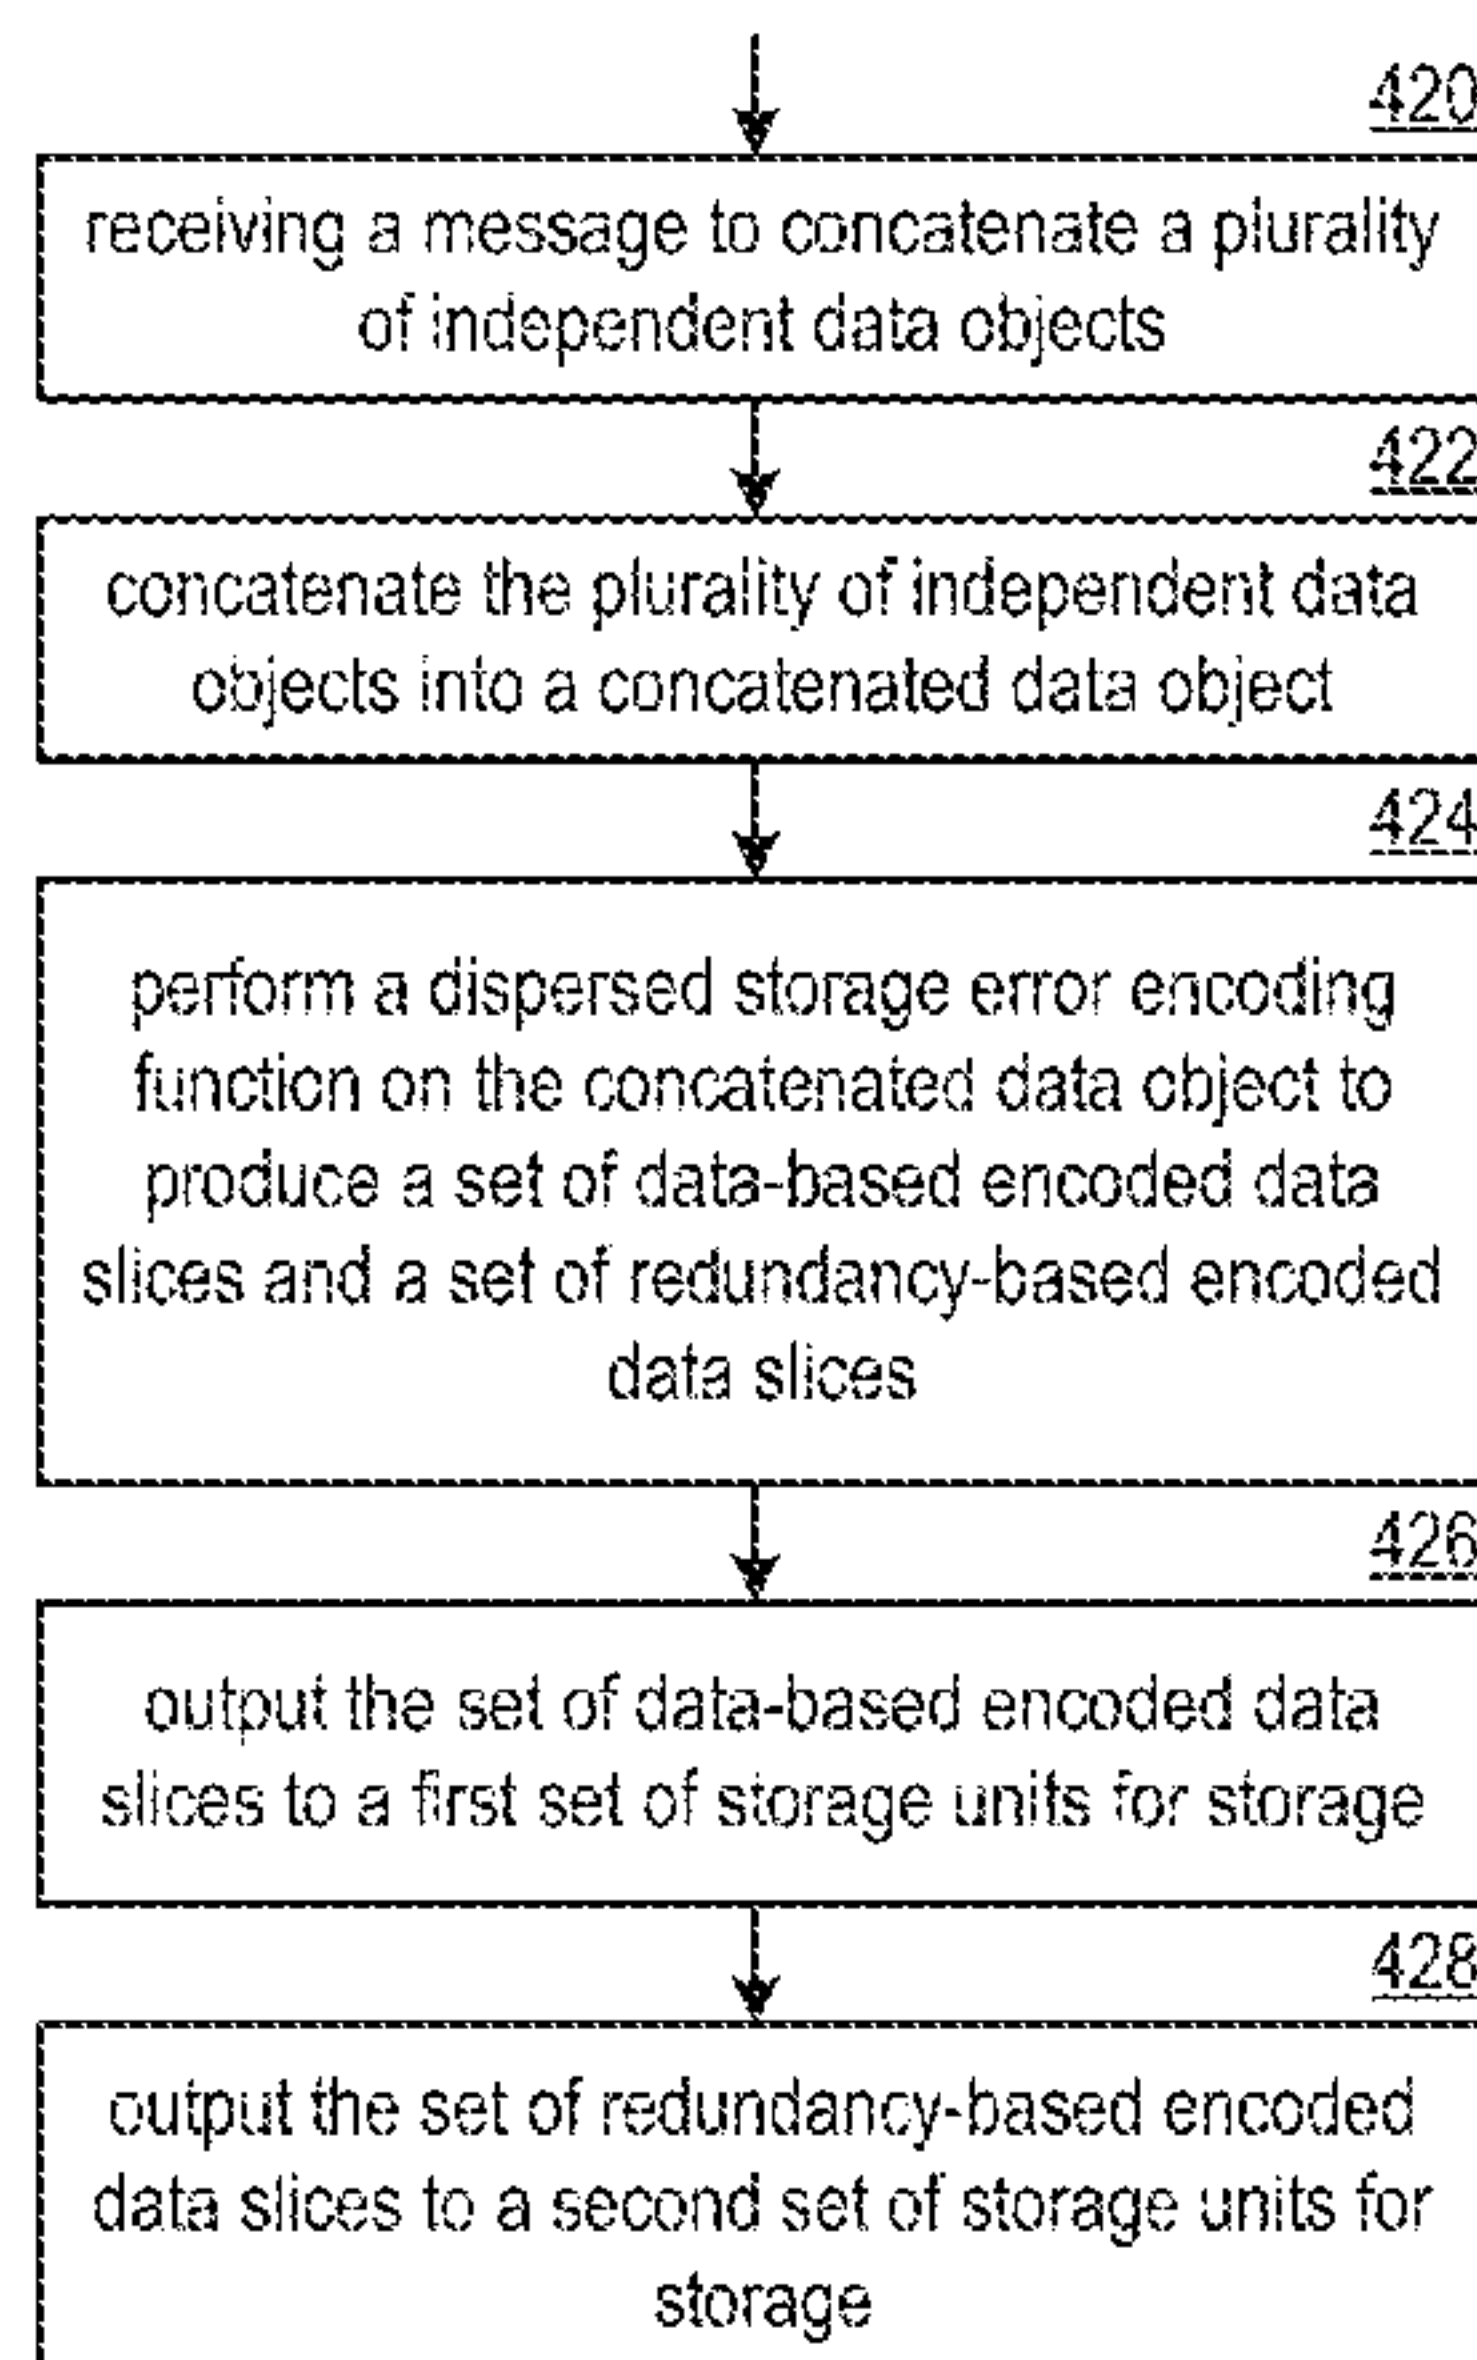 420
receiving a message to concatenate a plurality
of independent data objects
422
concatenate the plurality of independent data
objects into a concatenated data object
424
perform a dispersed storage error encoding
function on the concatenated data object to
produce a set of data-based encoded data
slices and a set of redundancy-based encoded
data slices
426
output the set of data-based encoded data
slices to a first set of storage units for storage
428
output the set of redundancy-based encoded
data slices to a second set of storage units for
storage